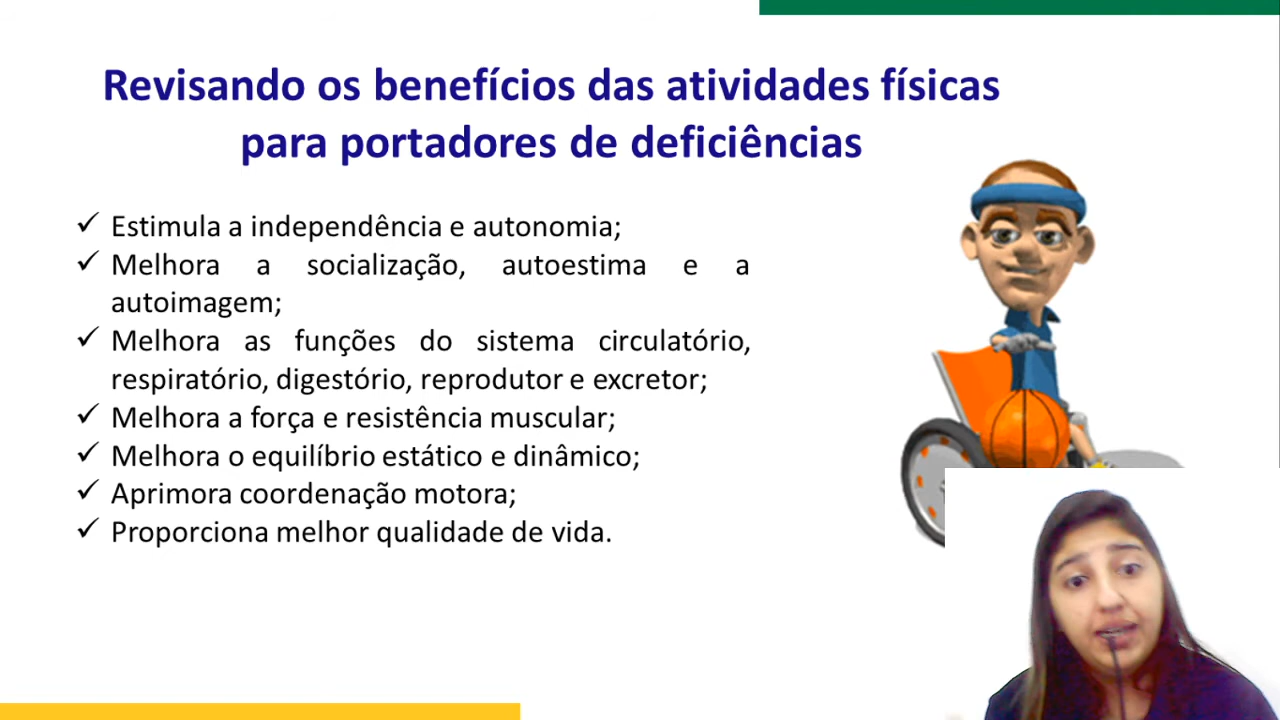 Revisando os benefícios das atividades físicas
para portadores de deficiências
✓ Estimula a independência e autonomia;
✓ Melhora a socialização, autoestima e a
autoimagem;
✓ Melhora as funções do sistema circulatório,
respiratório, digestório, reprodutor e excretor;
✓ Melhora a força e resistência muscular;
✓ Melhora o equilíbrio estático e dinâmico;
✓ Aprimora coordenação motora;
✓ Proporciona melhor qualidade de vida.